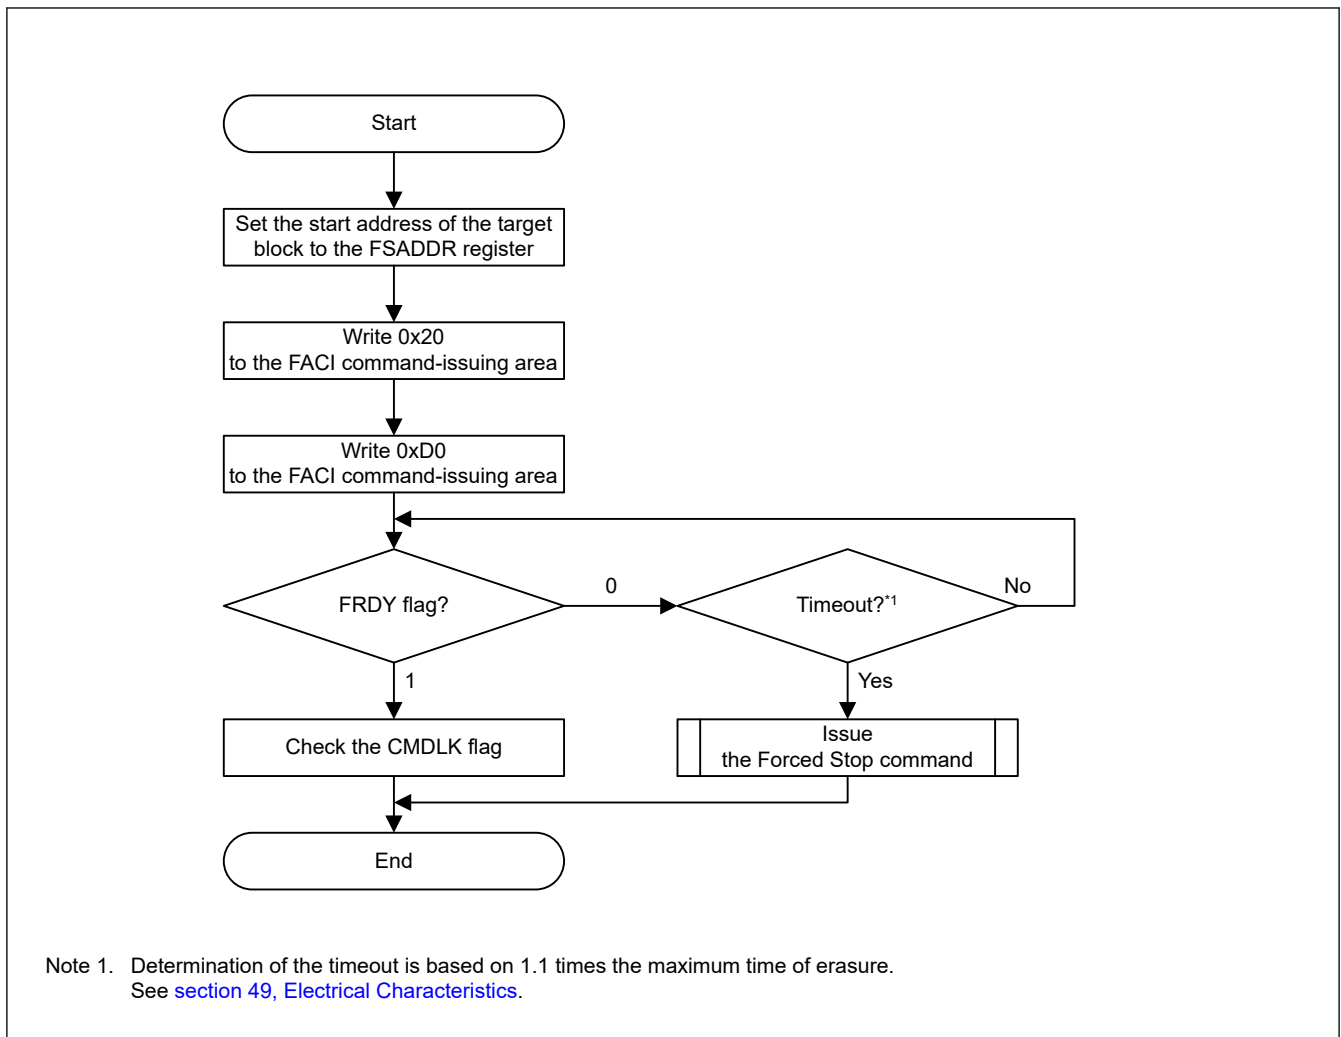 Start
Set the start address of the target
block to the FSADDR register
Write 0x20
to the FACI command-issuing area
Write 0xD0
to the FACI command-issuing area
FRDY flag?
0
Timeout?*1
No
1
Yes
Check the CMDLK flag
Issue
the Forced Stop command
End
Note 1. Determination of the timeout is based on 1.1 times the maximum time of erasure.
See section 49, Electrical Characteristics.